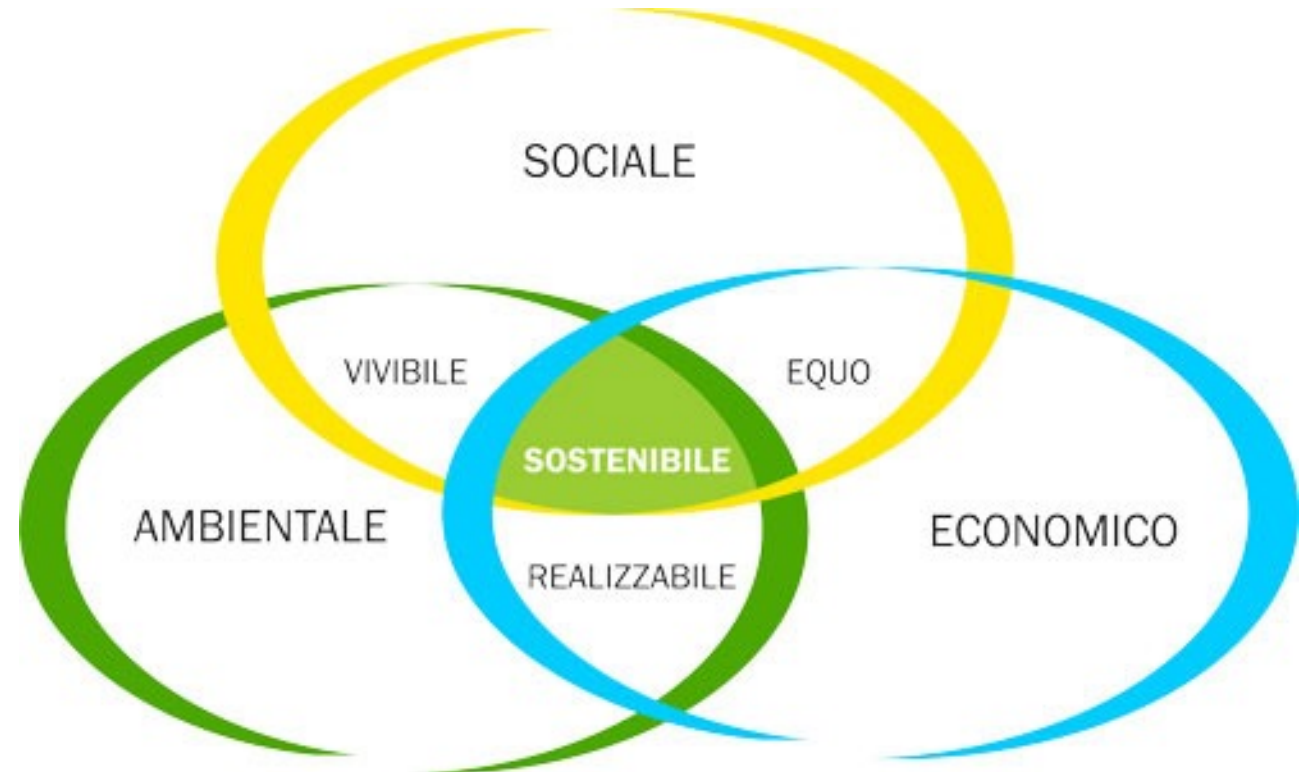 SOCIALE
VIVIBILE
EQUO
SOSTENIBILE
AMBIENTALE
ECONOMICO
REALIZZABILE